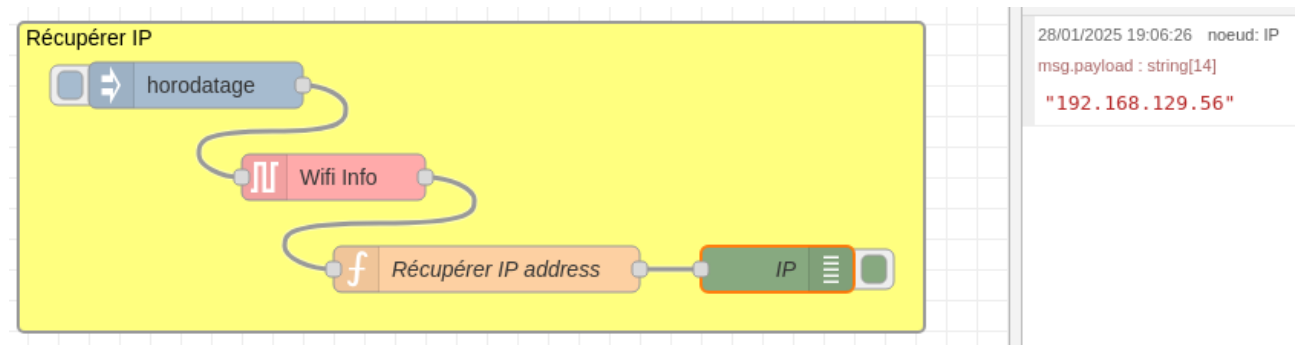 Récupérer IP
horodatage
Wifi Info
Récupérer IP address
IP
28/01/2025 19:06:26 noeud: IP
msg.payload : string[14]
"192.168.129.56"